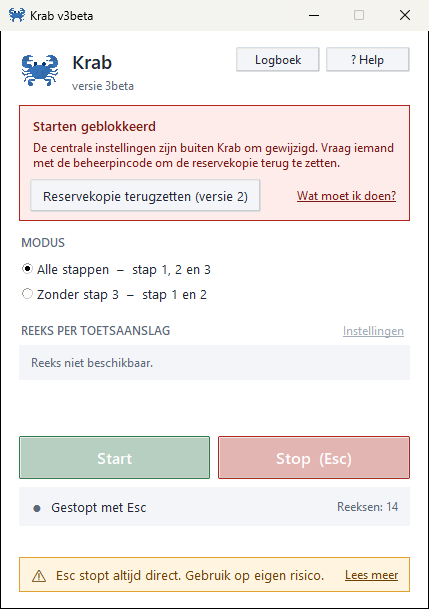 Krab v3beta
Krab
versie 3beta
Logboek
? Help
Starten geblokkeerd
De centrale instellingen zijn buiten Krab om gewijzigd. Vraag iemand
met de beheerpincode om de reservekopie terug te zetten.
Reservekopie terugzetten (versie 2)
Wat moet ik doen?
MODUS
Alle stappen – stap 1, 2 en 3
Zonder stap 3 – stap 1 en 2
REEKS PER TOETSAANSLAG
Instellingen
Reeks niet beschikbaar.
Start
Stop (Esc)
Gestopt met Esc
Reeksen: 14
Esc stopt altijd direct. Gebruik op eigen risico.
Lees meer